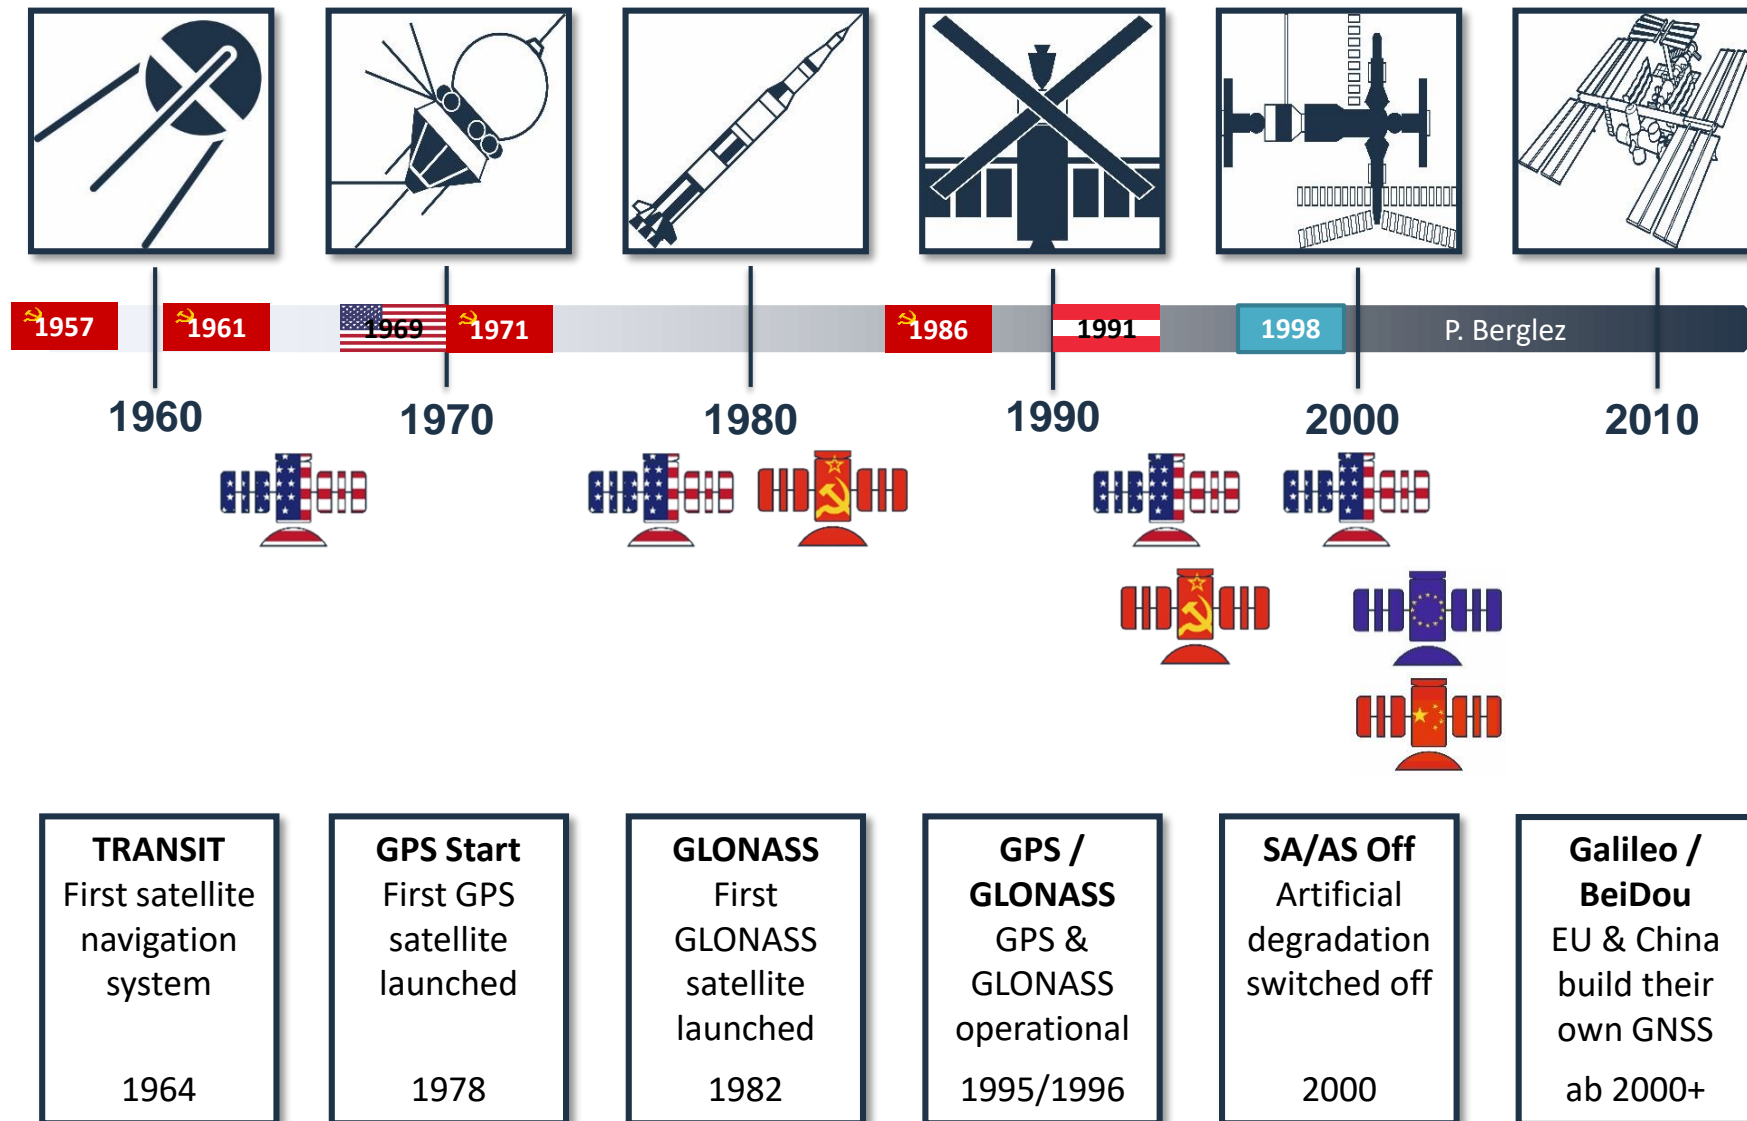 1957
1961
1969
1971
1986
1991
1998
P. Berglez
1960
1970
1980
1990
2000
2010
TRANSIT
First satellite
navigation
system
1964
GPS Start
First GPS
satellite
launched
1978
GLONASS
First
GLONASS
satellite
launched
1982
GPS /
GLONASS
GPS &
GLONASS
operational
1995/1996
SA/AS Off
Artificial
degradation
switched off
2000
Galileo /
BeiDou
EU & China
build their
own GNSS
ab 2000+